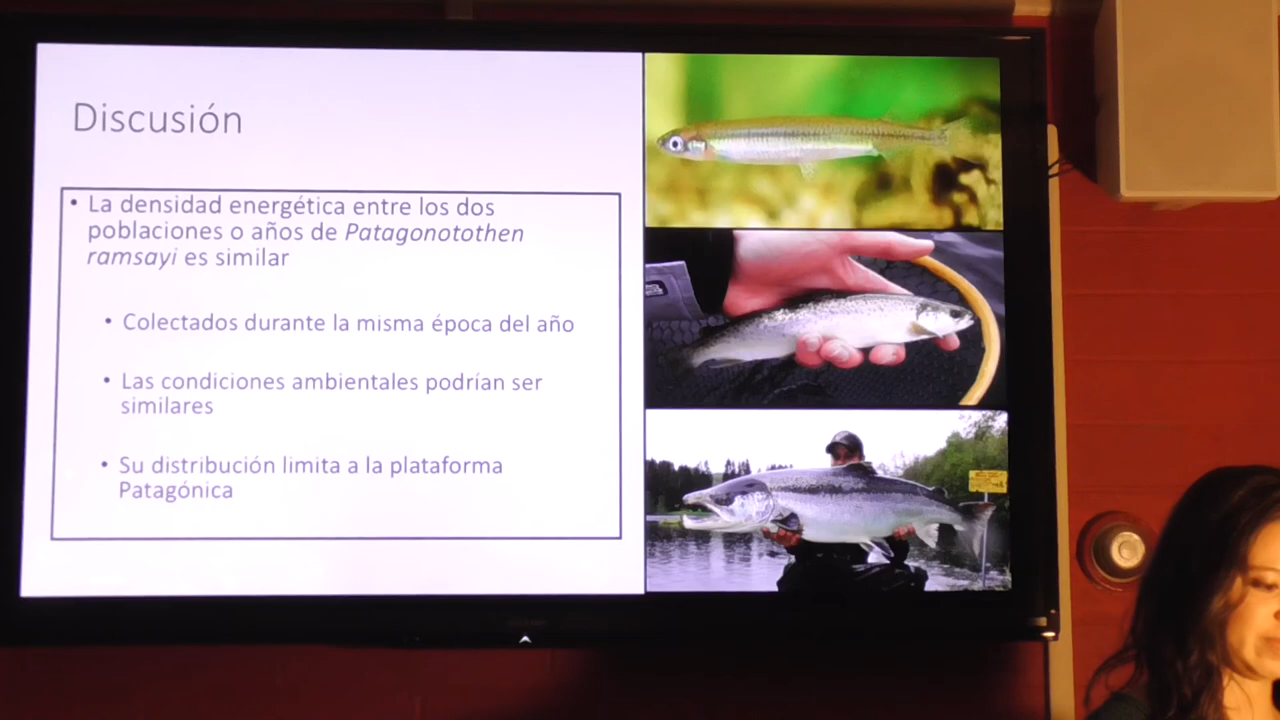 Discusión
• La densidad energética entre los dos
poblaciones o años de Patagonotothen
ramsayi es similar
• Colectados durante la misma época del año
• Las condiciones ambientales podrían ser
similares
• Su distribución limita a la plataforma
Patagónica